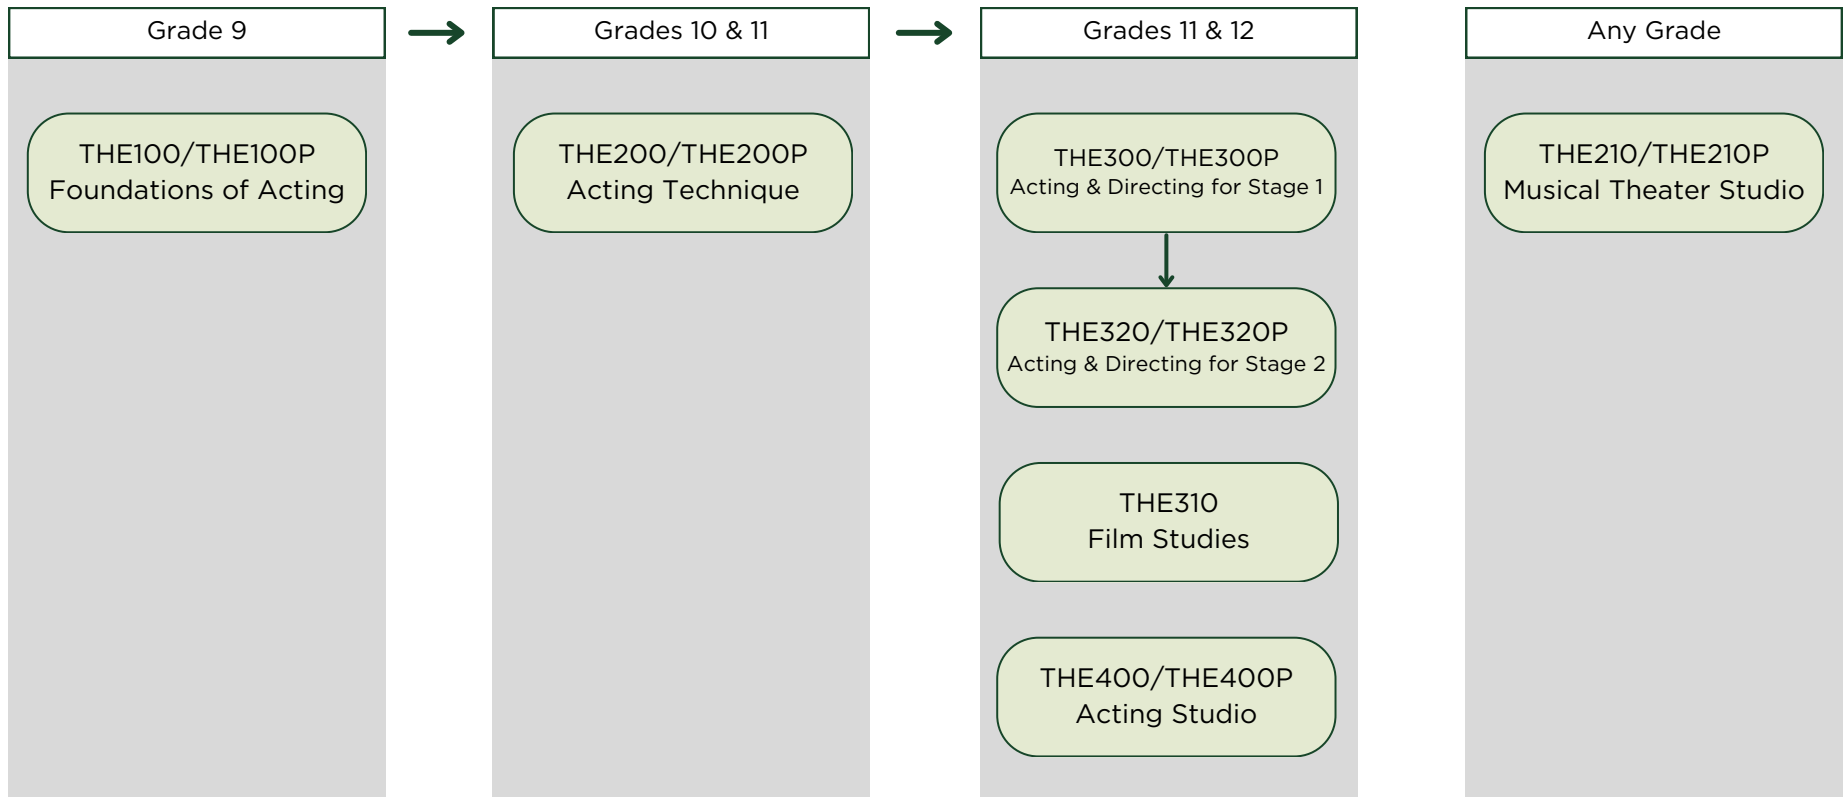 Grade 9
THE100/THE100P
Foundations of Acting
Grades 10 & 11
THE200/THE200P
Acting Technique
Grades 11 & 12
THE300/THE300P
Acting & Directing for Stage 1
THE320/THE320P
Acting & Directing for Stage 2
THE310
Film Studies
THE400/THE400P
Acting Studio
Any Grade
THE210/THE210P
Musical Theater Studio